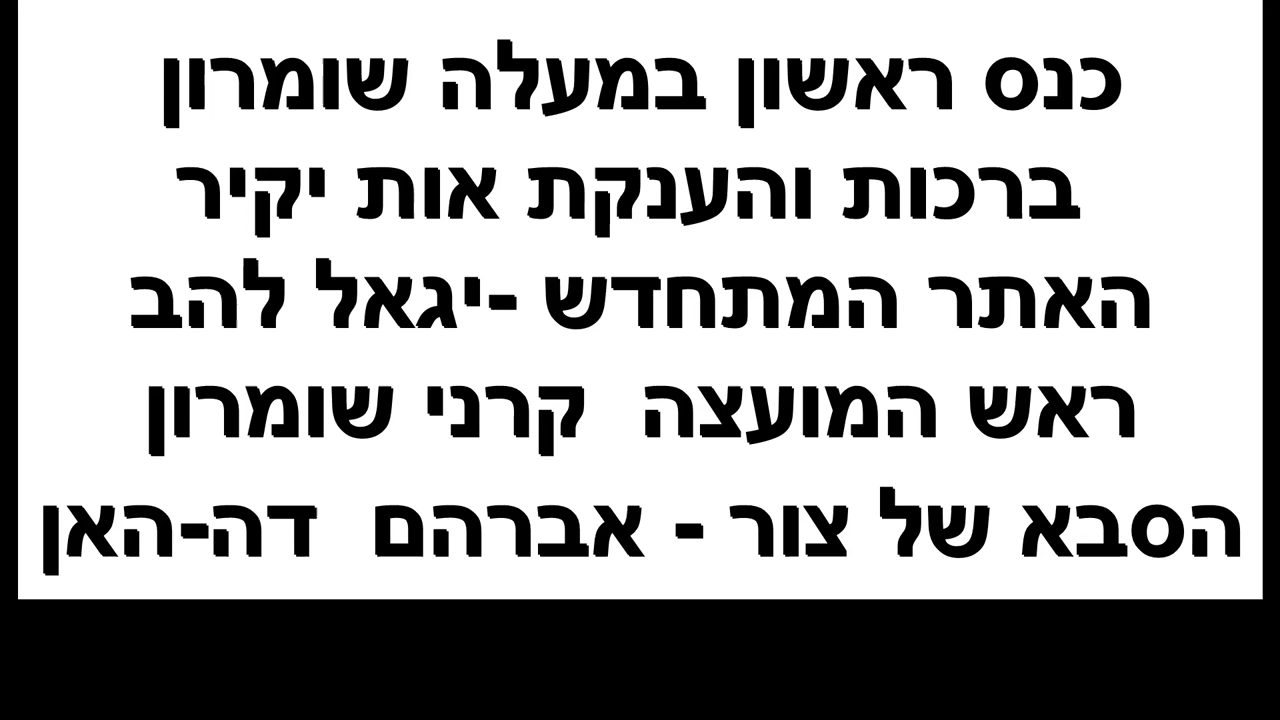 כנס ראשון במעלה שומרון
ברכות והענקת אות יקיר
האתר המתחדש -יגאל להב
ראש המועצה  קרני שומרון
הסבא של צור - אברהם  דה-האן